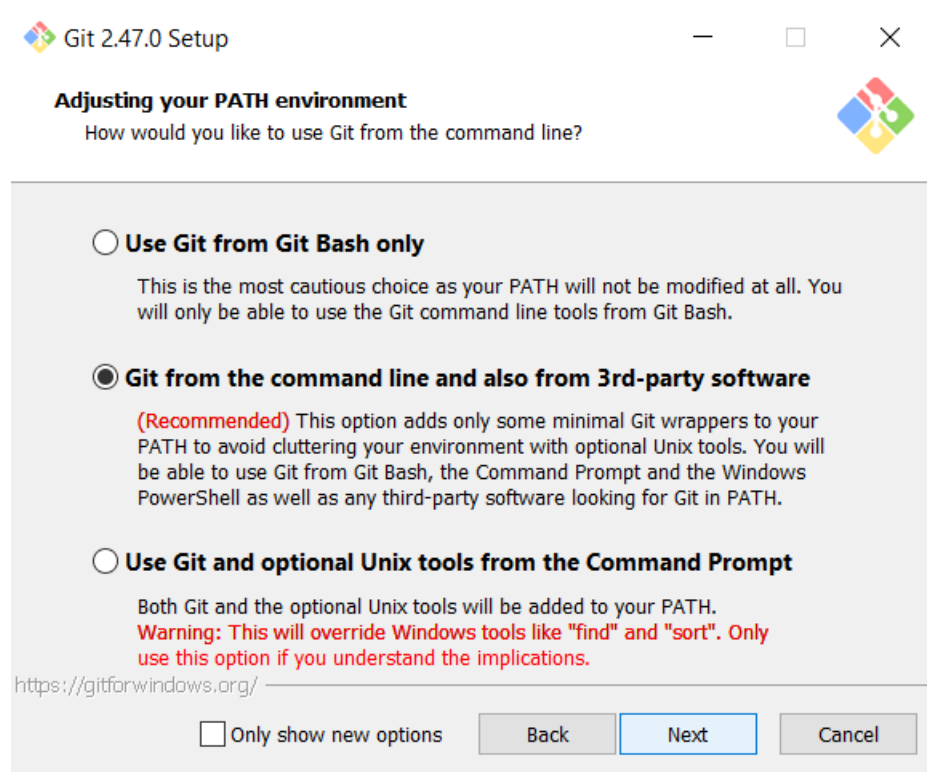 Git 2.47.0 Setup
Adjusting your PATH environment
How would you like to use Git from the command line?
Use Git from Git Bash only
This is the most cautious choice as your PATH will not be modified at all. You
will only be able to use the Git command line tools from Git Bash.
Git from the command line and also from 3rd-party software
(Recommended) This option adds only some minimal Git wrappers to your
PATH to avoid cluttering your environment with optional Unix tools. You will
be able to use Git from Git Bash, the Command Prompt and the Windows
PowerShell as well as any third-party software looking for Git in PATH.
Use Git and optional Unix tools from the Command Prompt
Both Git and the optional Unix tools will be added to your PATH.
Warning: This will override Windows tools like "find" and "sort". Only
use this option if you understand the implications.
https://gitforwindows.org/
Only show new options
Back
Next
Cancel